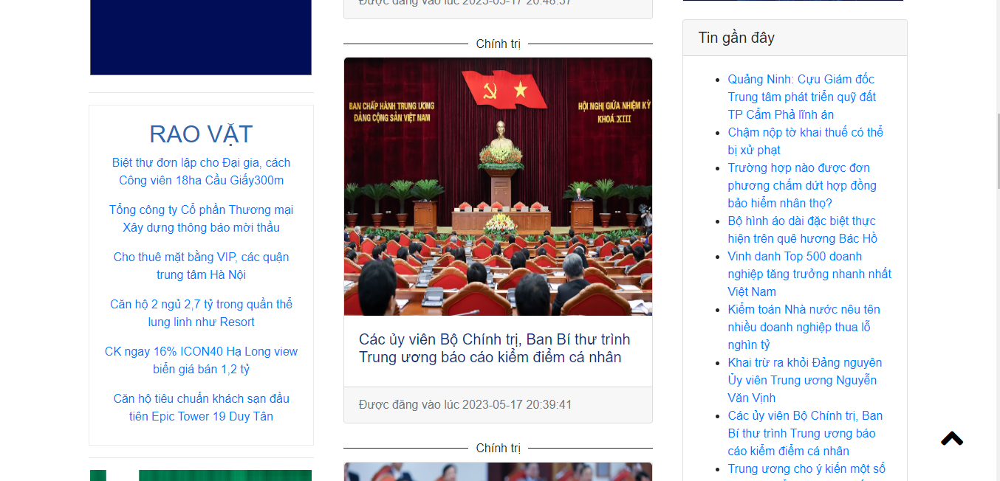 RAO VẶT
Biệt thự đơn lập cho Đại gia, cách
Công viên 18ha Cầu Giấy300m
Tổng công ty Cổ phần Thương mại
Xây dựng thông báo mời thầu
Cho thuê mặt bằng VIP, các quận
trung tâm Hà Nội
Căn hộ 2 ngủ 2,7 tỷ trong quần thể
lung linh như Resort
CK ngay 16% ICON40 Hạ Long view
biển giá bán 1,2 tỷ
Căn hộ tiêu chuẩn khách sạn đầu
tiên Epic Tower 19 Duy Tân
Được đăng vào lúc 2023-05-17 20:48:37
Chính trị
BAN CHẤP HÀNH TRUNG ƯƠNG
ĐẢNG CỘNG SẢN VIỆT NAM
HỘI NGHỊ GIỮA NHIỆM KỲ
KHOÁ XIII
Các ủy viên Bộ Chính trị, Ban Bí thư trình
Trung ương báo cáo kiểm điểm cá nhân
Được đăng vào lúc 2023-05-17 20:39:41
Chính trị
Tin gần đây
Quảng Ninh: Cựu Giám đốc
Trung tâm phát triển quỹ đất
TP Cẩm Phả lĩnh án
Chậm nộp tờ khai thuế có thể
bị xử phạt
Trường hợp nào được đơn
phương chấm dứt hợp đồng
bảo hiểm nhân thọ?
Bộ hình áo dài đặc biệt thực
hiện trên quê hương Bác Hồ
Vinh danh Top 500 doanh
nghiệp tăng trưởng nhanh nhất
Việt Nam
Kiểm toán Nhà nước nêu tên
nhiều doanh nghiệp thua lỗ
nghìn tỷ
Khai trừ ra khỏi Đảng nguyên
Ủy viên Trung ương Nguyễn
Văn Vịnh
Các ủy viên Bộ Chính trị, Ban
Bí thư trình Trung ương báo
cáo kiểm điểm cá nhân
Trung ương cho ý kiến một số